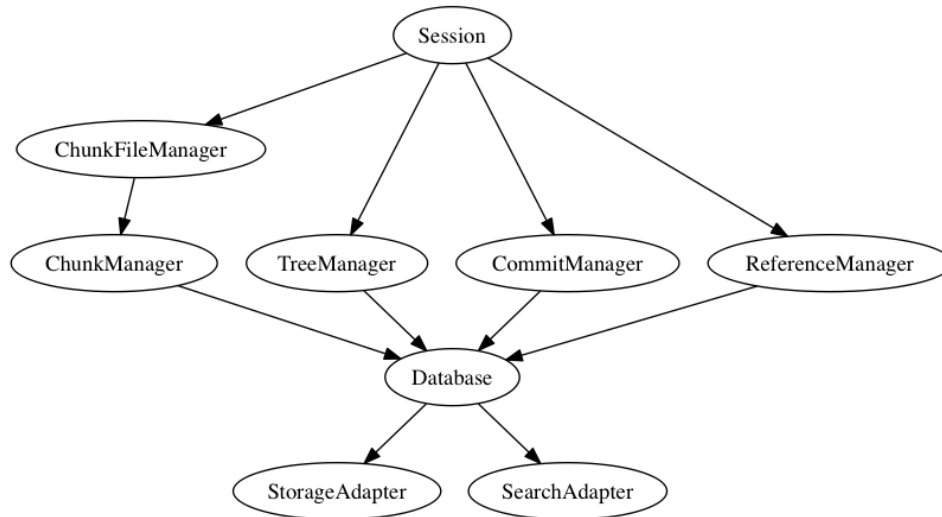 Session
ChunkFileManager
ChunkManager
TreeManager
CommitManager
ReferenceManager
Database
StorageAdapter
SearchAdapter